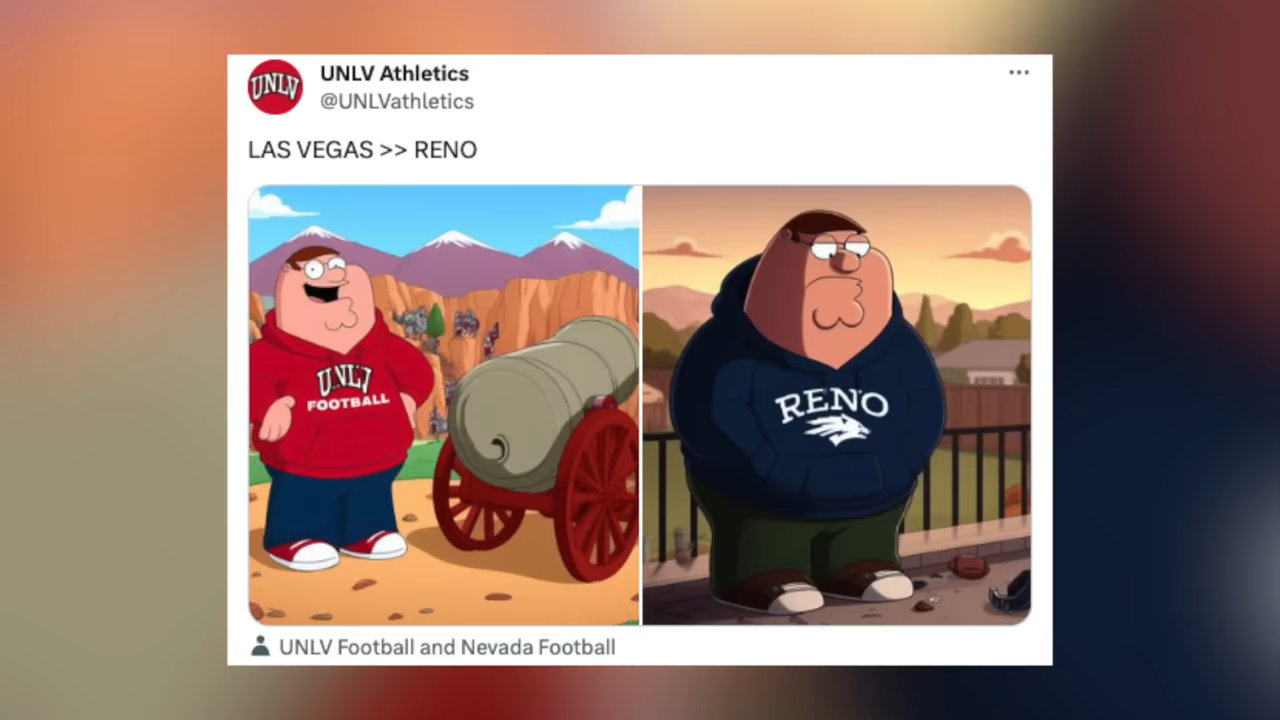 UNLV
UNLV Athletics
@UNLVathletics
LAS VEGAS >> RENO
UNLV
FOOTBALL
RENO
UNLV Football and Nevada Football